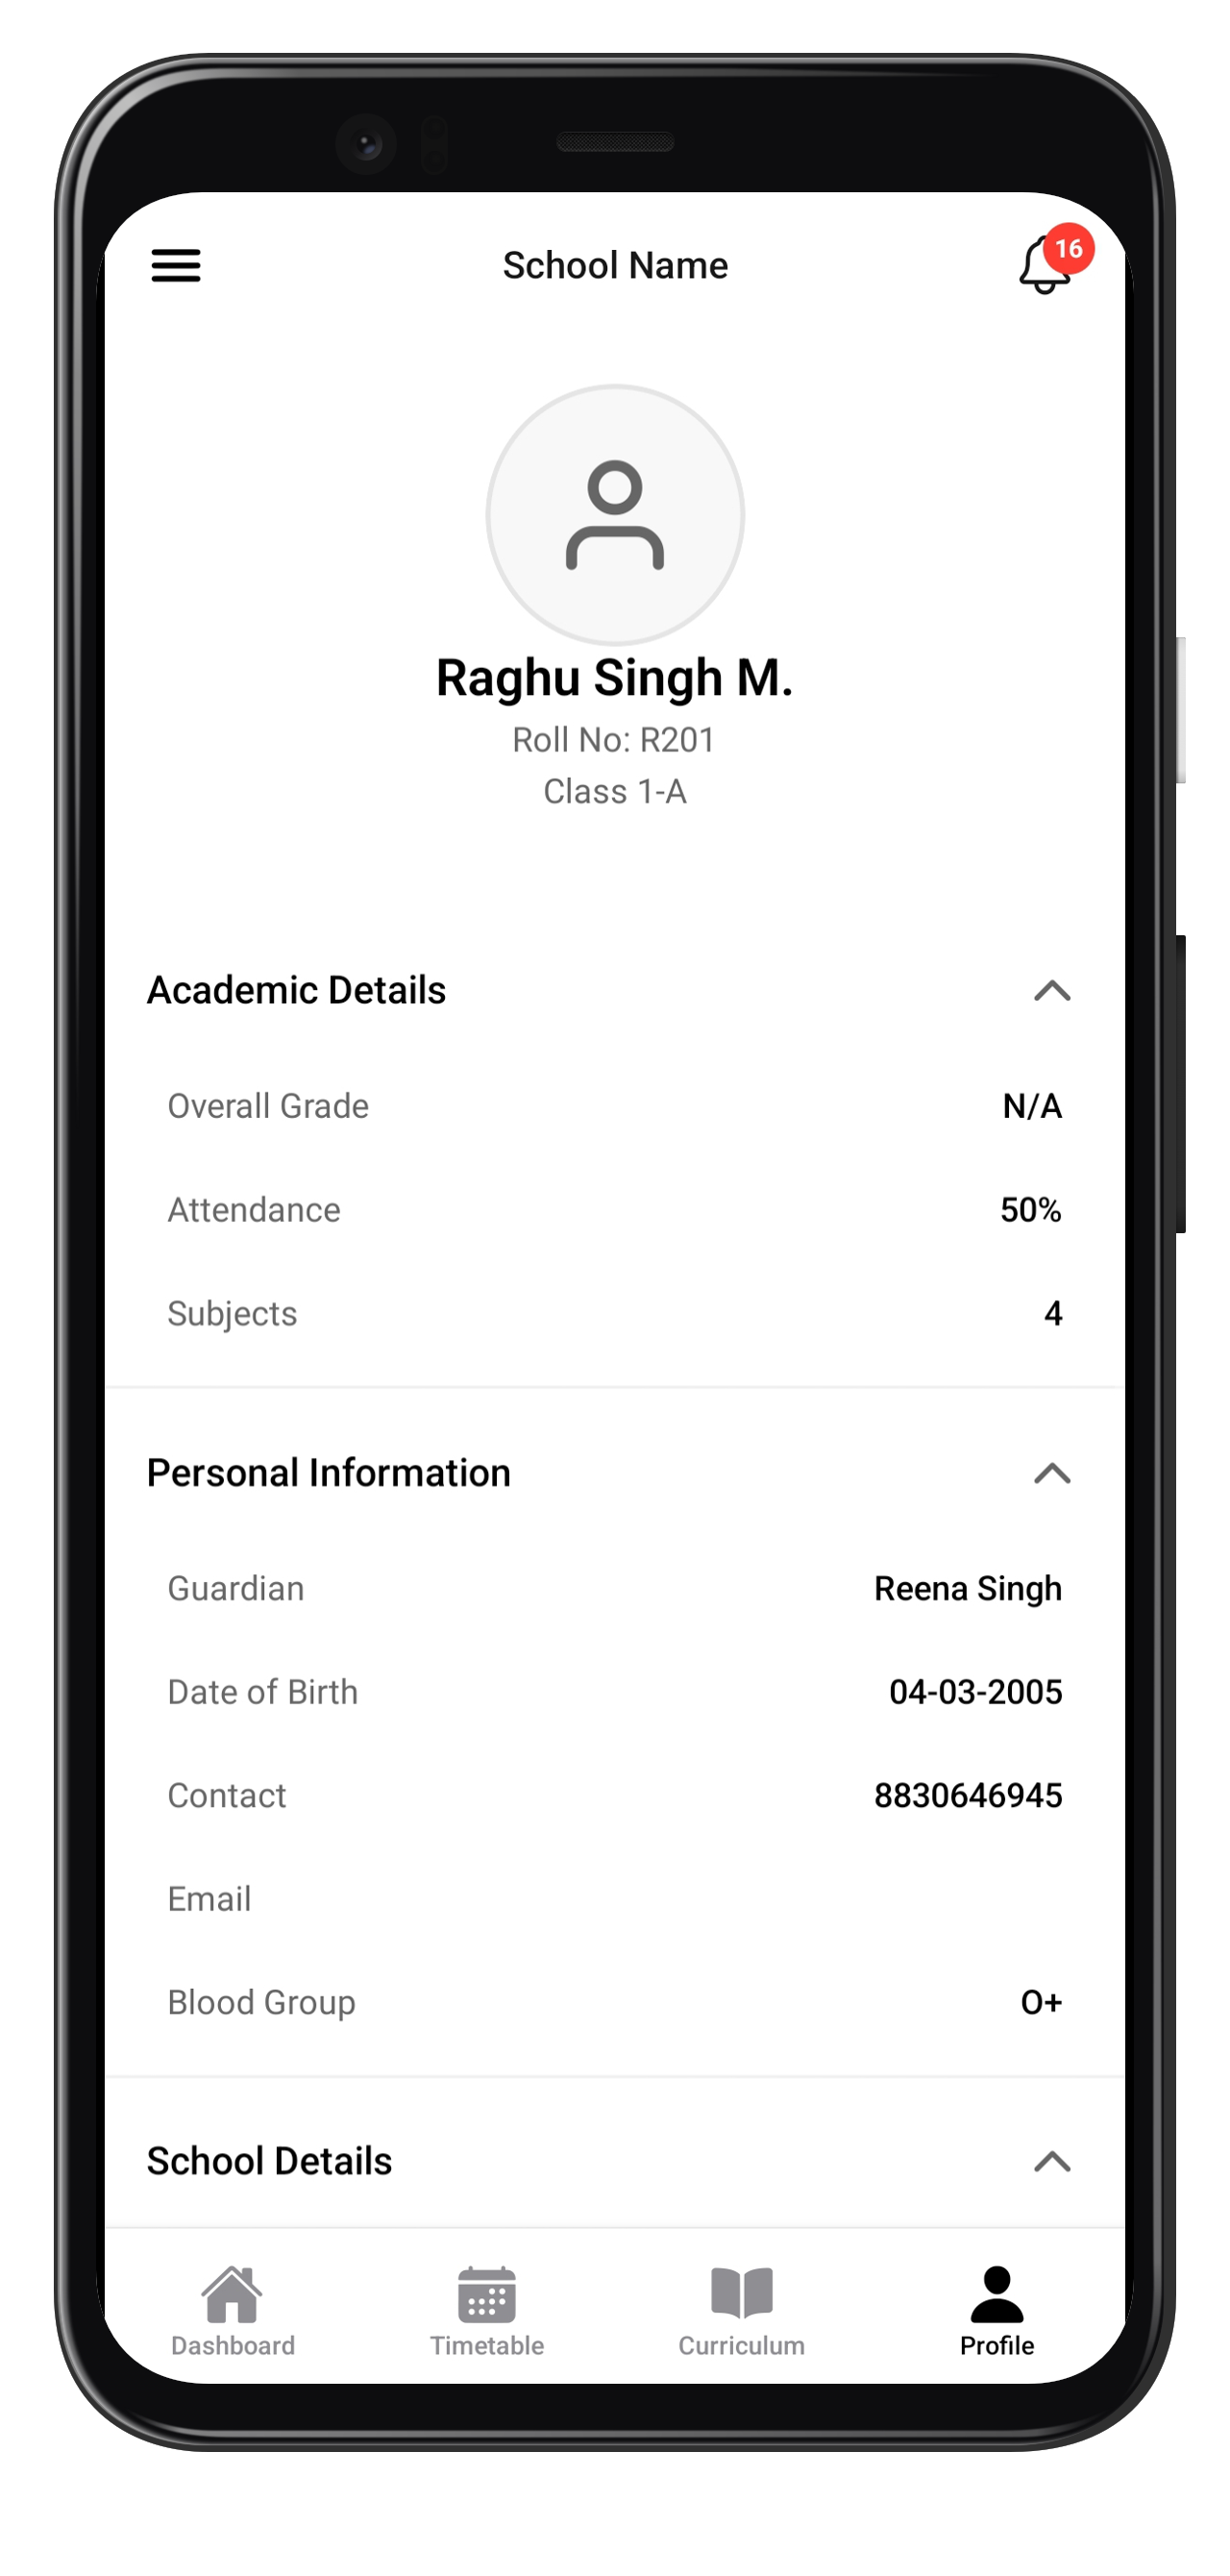 School Name
16
Raghu Singh M.
Roll No: R201
Class 1-A
Academic Details
Overall Grade N/A
Attendance 50%
Subjects 4
Personal Information
Guardian Reena Singh
Date of Birth 04-03-2005
Contact 8830646945
Email
Blood Group O+
School Details
Dashboard Timetable Curriculum Profile